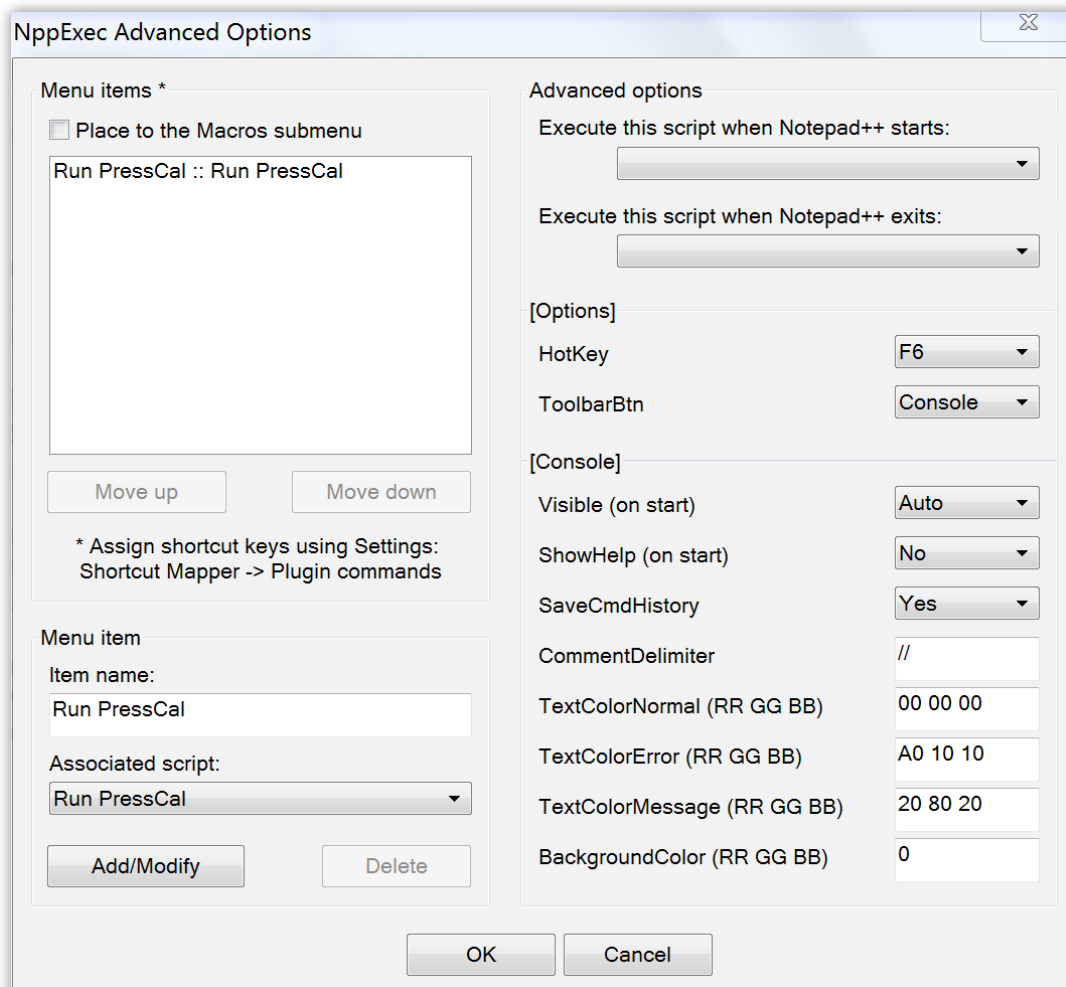 NppExec Advanced Options
Menu items *
Place to the Macros submenu
Run PressCal :: Run PressCal
Move up
Move down
* Assign shortcut keys using Settings:
Shortcut Mapper -> Plugin commands
Menu item
Item name:
Run PressCal
Associated script:
Run PressCal
Add/Modify
Delete
Advanced options
Execute this script when Notepad++ starts:
Execute this script when Notepad++ exits:
[Options]
HotKey
F6
ToolbarBtn
Console
[Console]
Visible (on start)
Auto
ShowHelp (on start)
No
SaveCmdHistory
Yes
CommentDelimiter
//
TextColorNormal (RR GG BB)
00 00 00
TextColorError (RR GG BB)
A0 10 10
TextColorMessage (RR GG BB)
20 80 20
BackgroundColor (RR GG BB)
0
OK
Cancel